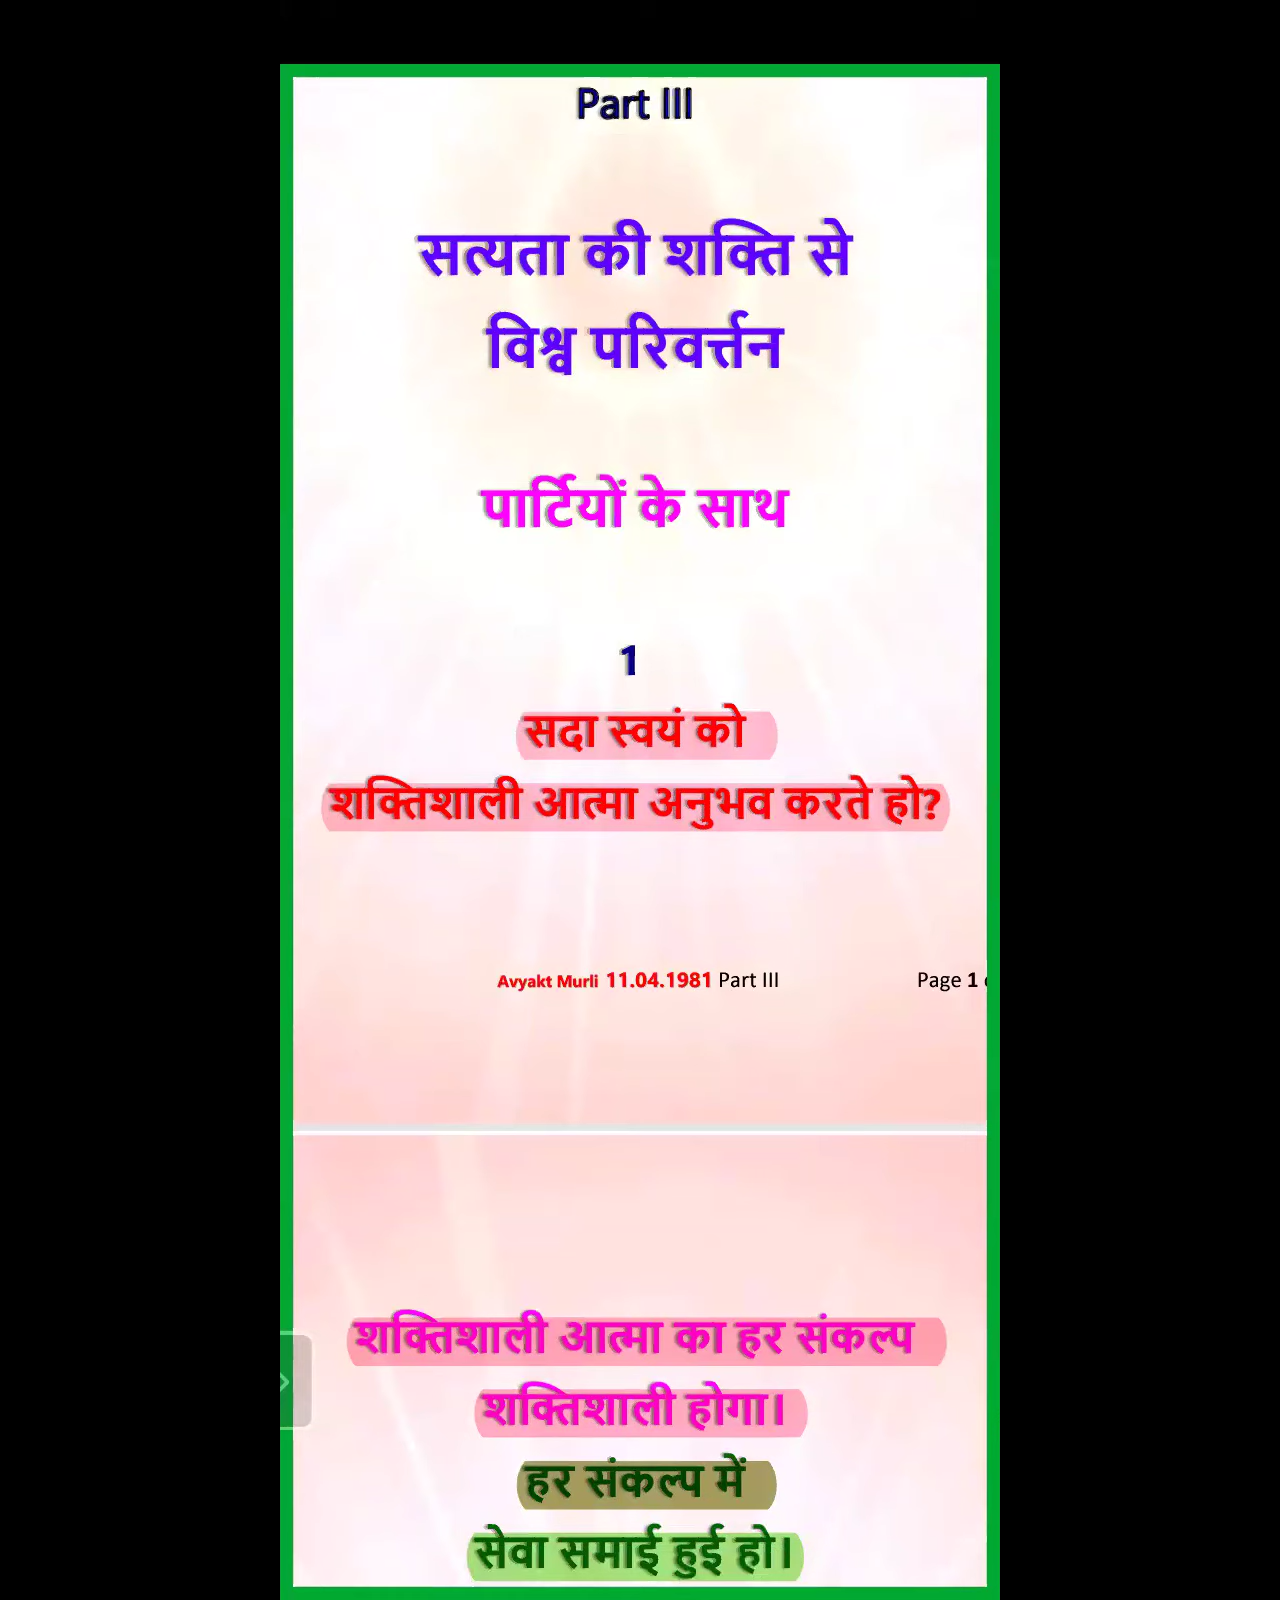 Part III
सत्यता की शक्ति से
विश्व परिवर्त्तन
पार्टियों के साथ
1
सदा स्वयं को
शक्तिशाली आत्मा अनुभव करते हो?
Avyakt Murli 11.04.1981 Part III Page 1
शक्तिशाली आत्मा का हर संकल्प
शक्तिशाली होगा।
हर संकल्प में
सेवा समाई हुई हो।